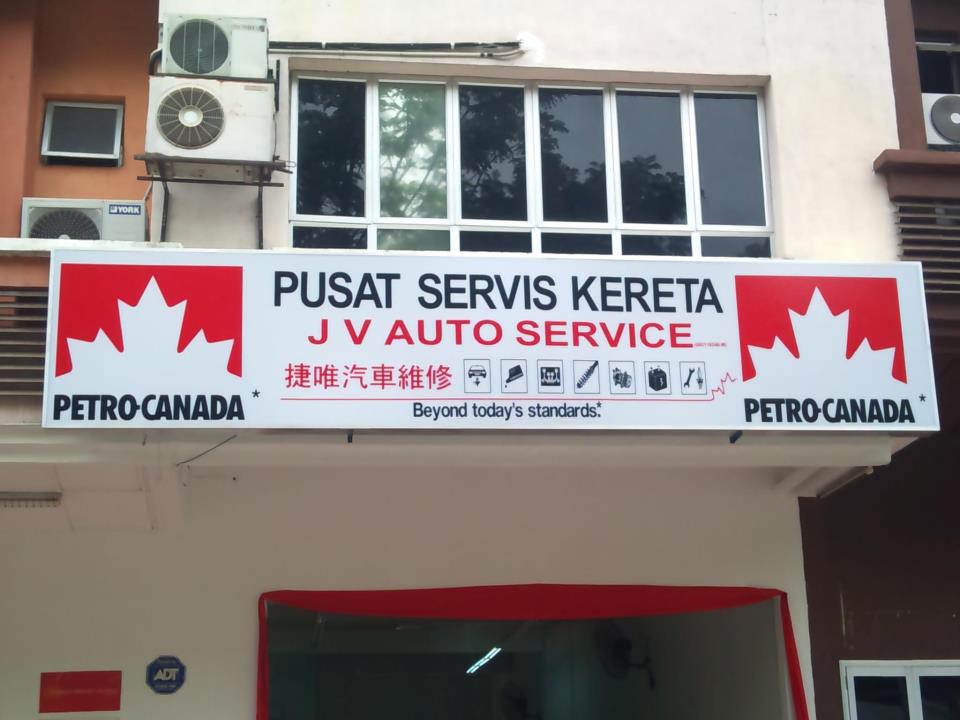 YORK
PUSAT SERVIS KERETA
J V AUTO SERVICE
捷唯汽車維修
Beyond today's standards.*
PETRO-CANADA*
PETRO-CANADA*
ADT